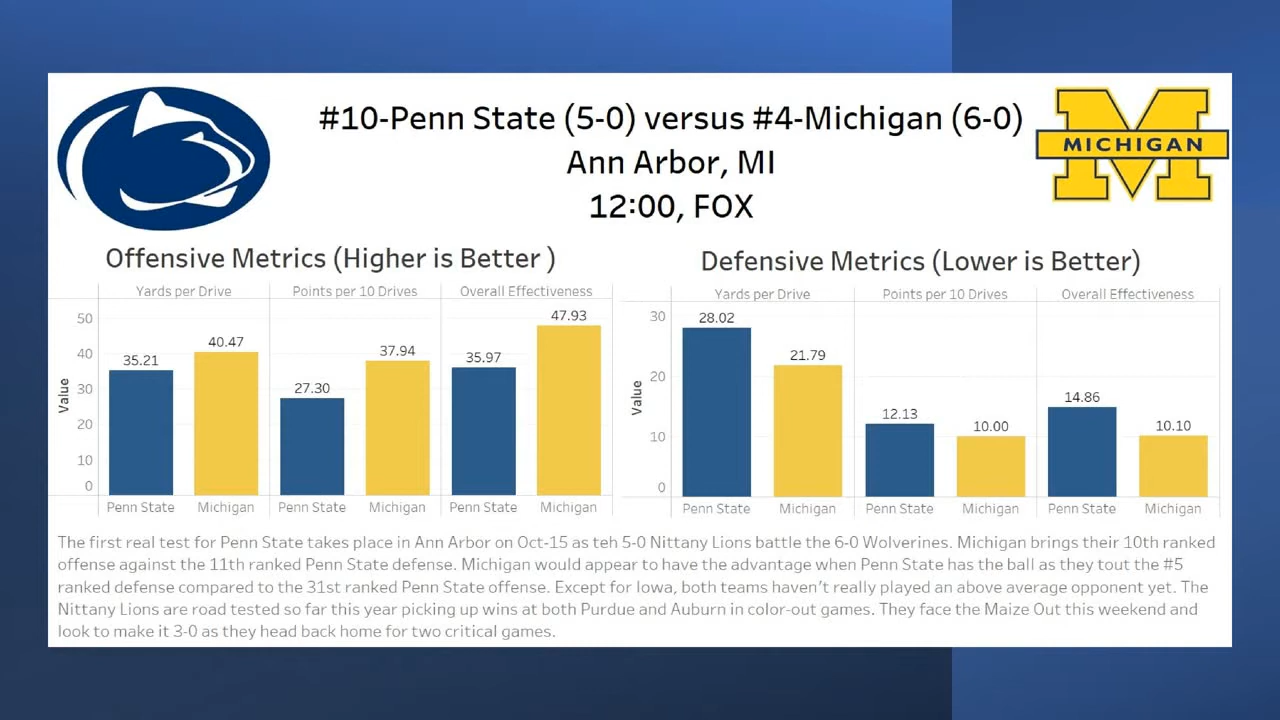 #10-Penn State (5-0) versus #4-Michigan (6-0)
Ann Arbor, MI
12:00, FOX
MICHIGAN
Offensive Metrics (Higher is Better )
Yards per Drive
Points per 10 Drives
Overall Effectiveness
Value
50
40
30
20
10
0
35.21
40.47
27.30
37.94
35.97
47.93
Penn State
Michigan
Penn State
Michigan
Penn State
Michigan
Defensive Metrics (Lower is Better)
Yards per Drive
Points per 10 Drives
Overall Effectiveness
Value
30
20
10
0
28.02
21.79
12.13
10.00
14.86
10.10
Penn State
Michigan
Penn State
Michigan
Penn State
Michigan
The first real test for Penn State takes place in Ann Arbor on Oct-15 as teh 5-0 Nittany Lions battle the 6-0 Wolverines. Michigan brings their 10th ranked
offense against the 11th ranked Penn State defense. Michigan would appear to have the advantage when Penn State has the ball as they tout the #5
ranked defense compared to the 31st ranked Penn State offense. Except for Iowa, both teams haven't really played an above average opponent yet. The
Nittany Lions are road tested so far this year picking up wins at both Purdue and Auburn in color-out games. They face the Maize Out this weekend and
look to make it 3-0 as they head back home for two critical games.